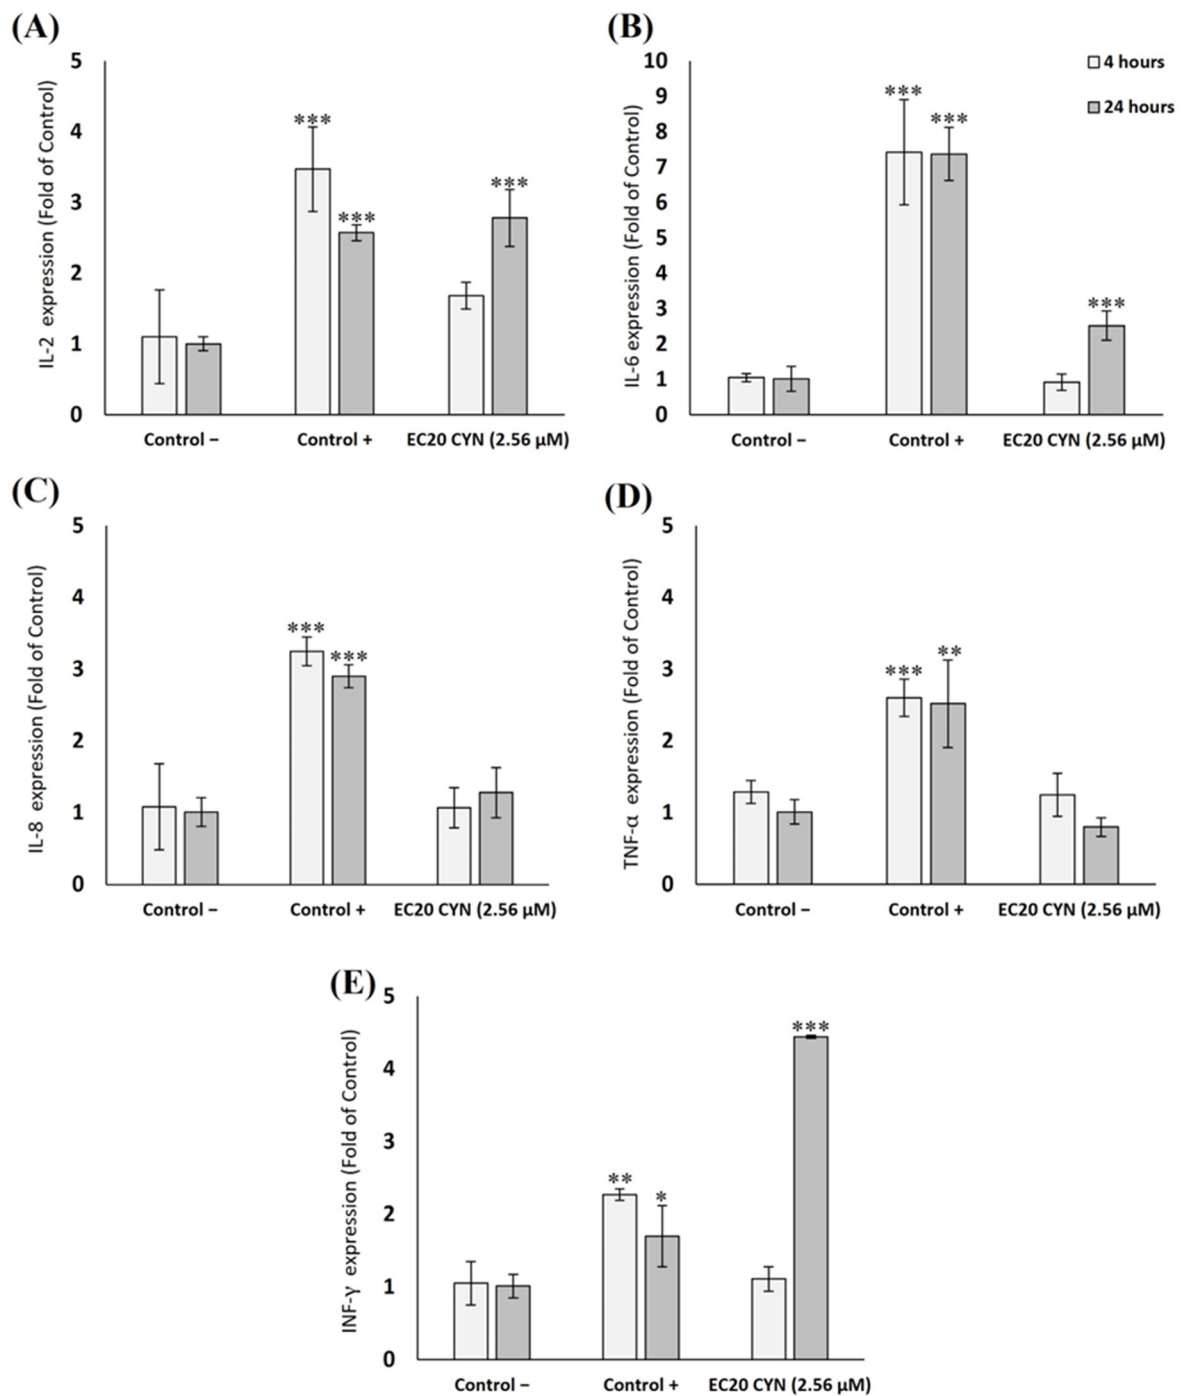 (A)
5
4
3
2
1
0
IL-2 expression (Fold of Control)
***
***
***
Control –
Control +
EC20 CYN (2.56 µM)
(B)
10
9
8
7
6
5
4
3
2
1
0
IL-6 expression (Fold of Control)
***
***
***
4 hours
24 hours
Control –
Control +
EC20 CYN (2.56 µM)
(C)
5
4
3
2
1
0
IL-8 expression (Fold of Control)
***
***
Control –
Control +
EC20 CYN (2.56 µM)
(D)
5
4
3
2
1
0
TNF-α expression (Fold of Control)
***
**
Control –
Control +
EC20 CYN (2.56 µM)
(E)
5
4
3
2
1
0
INF-γ expression (Fold of Control)
**
*
***
Control –
Control +
EC20 CYN (2.56 µM)